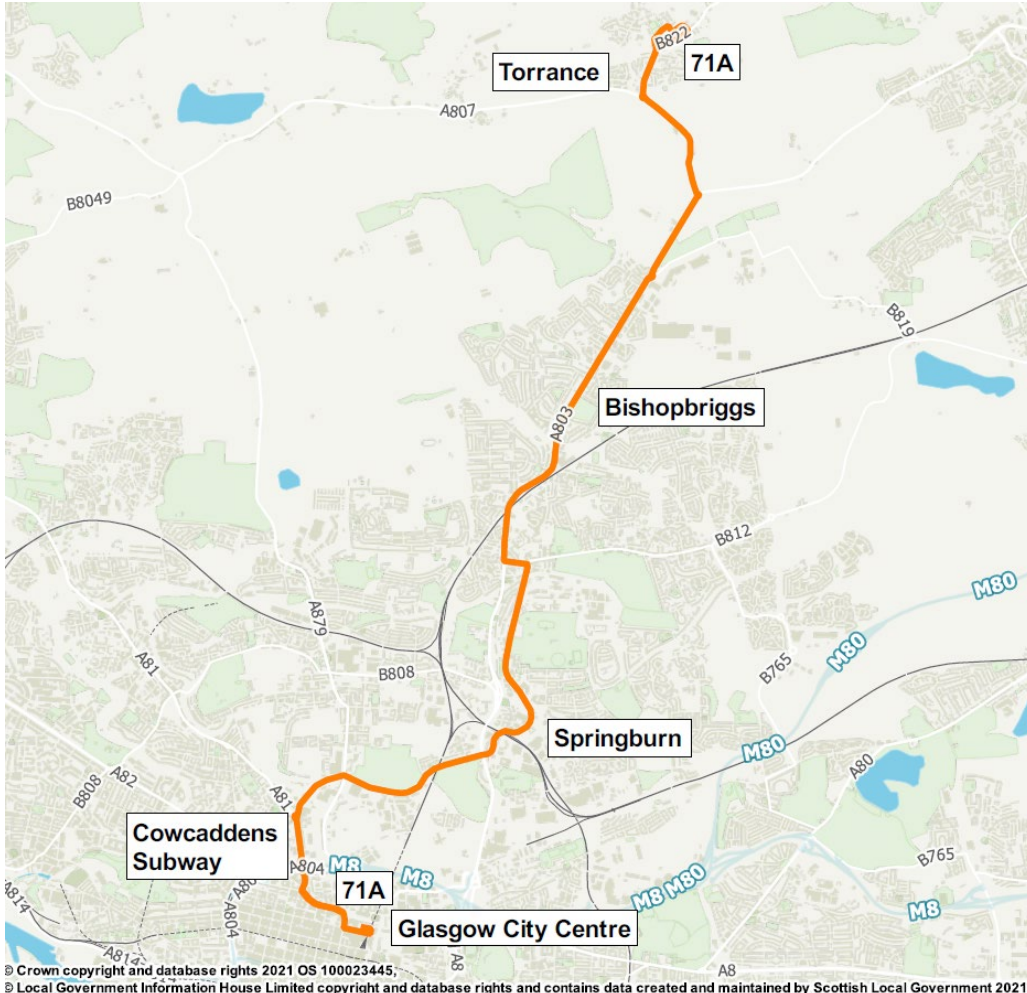 B822
71A
Torrance
A807
B8049
B819
Bishopbriggs
A803
B812
M80
A879
M80
A81
B808
B765
Springburn
M80
A80
A82
B808
A81
Cowcaddens
Subway
A804
M8
M8
B765
M8 M80
M8
71A
A814
A804
Glasgow City Centre
A814
A8
A8
© Crown copyright and database rights 2021 OS 100023445,
© Local Government Information House Limited copyright and database rights and contains data created and maintained by Scottish Local Government 2021